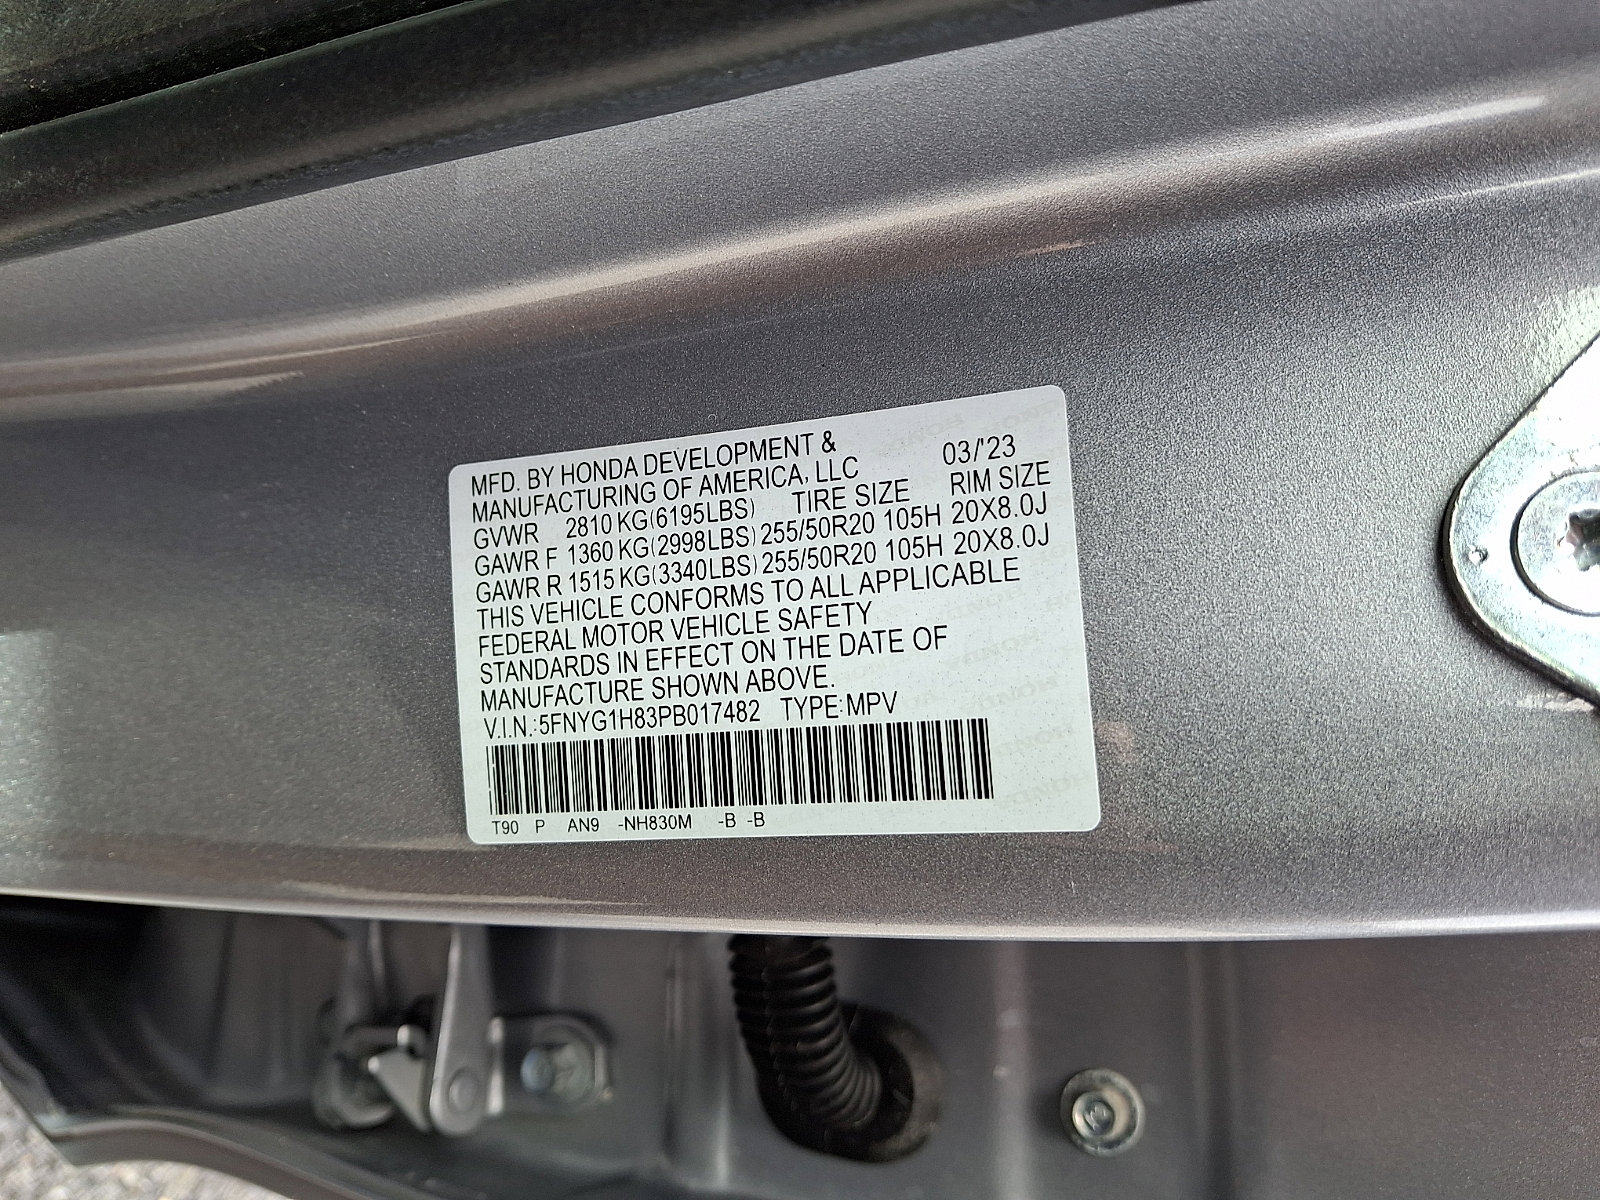 MFD. BY HONDA DEVELOPMENT &
MANUFACTURING OF AMERICA, LLC 03/'23
GVWR 2810 KG(6195LBS) TIRE SIZE RIM SIZE
GAWR F 1360 KG(2998LBS) 255/50R20 105H 20X8.0J
GAWR R 1515 KG(3340LBS) 255/50R20 105H 20X8.0J
THIS VEHICLE CONFORMS TO ALL APPLICABLE
FEDERAL MOTOR VEHICLE SAFETY
STANDARDS IN EFFECT ON THE DATE OF
MANUFACTURE SHOWN ABOVE.
V.I.N.:5FNYG1H83PB017482 TYPE:MPV
T90 P AN9 -NH830M -B -B